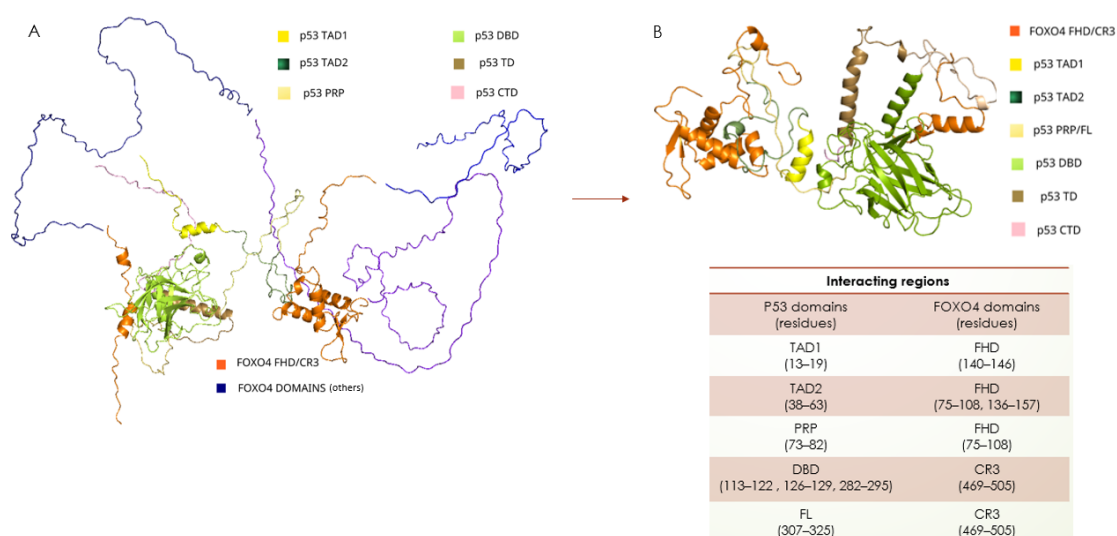 A
p53 TAD1
p53 DBD
p53 TAD2
p53 TD
p53 PRP
p53 CTD
FOXO4 FHD/CR3
FOXO4 DOMAINS (others)
B
FOXO4 FHD/CR3
p53 TAD1
p53 TAD2
p53 PRP/FL
p53 DBD
p53 TD
p53 CTD
Interacting regions
P53 domains
(residues)
FOXO4 domains
(residues)
TAD1
(13–19)
FHD
(140–146)
TAD2
(38–63)
FHD
(75–108, 136–157)
PRP
(73–82)
FHD
(75–108)
DBD
(113–122 , 126–129, 282–295)
CR3
(469–505)
FL
(307–325)
CR3
(469–505)